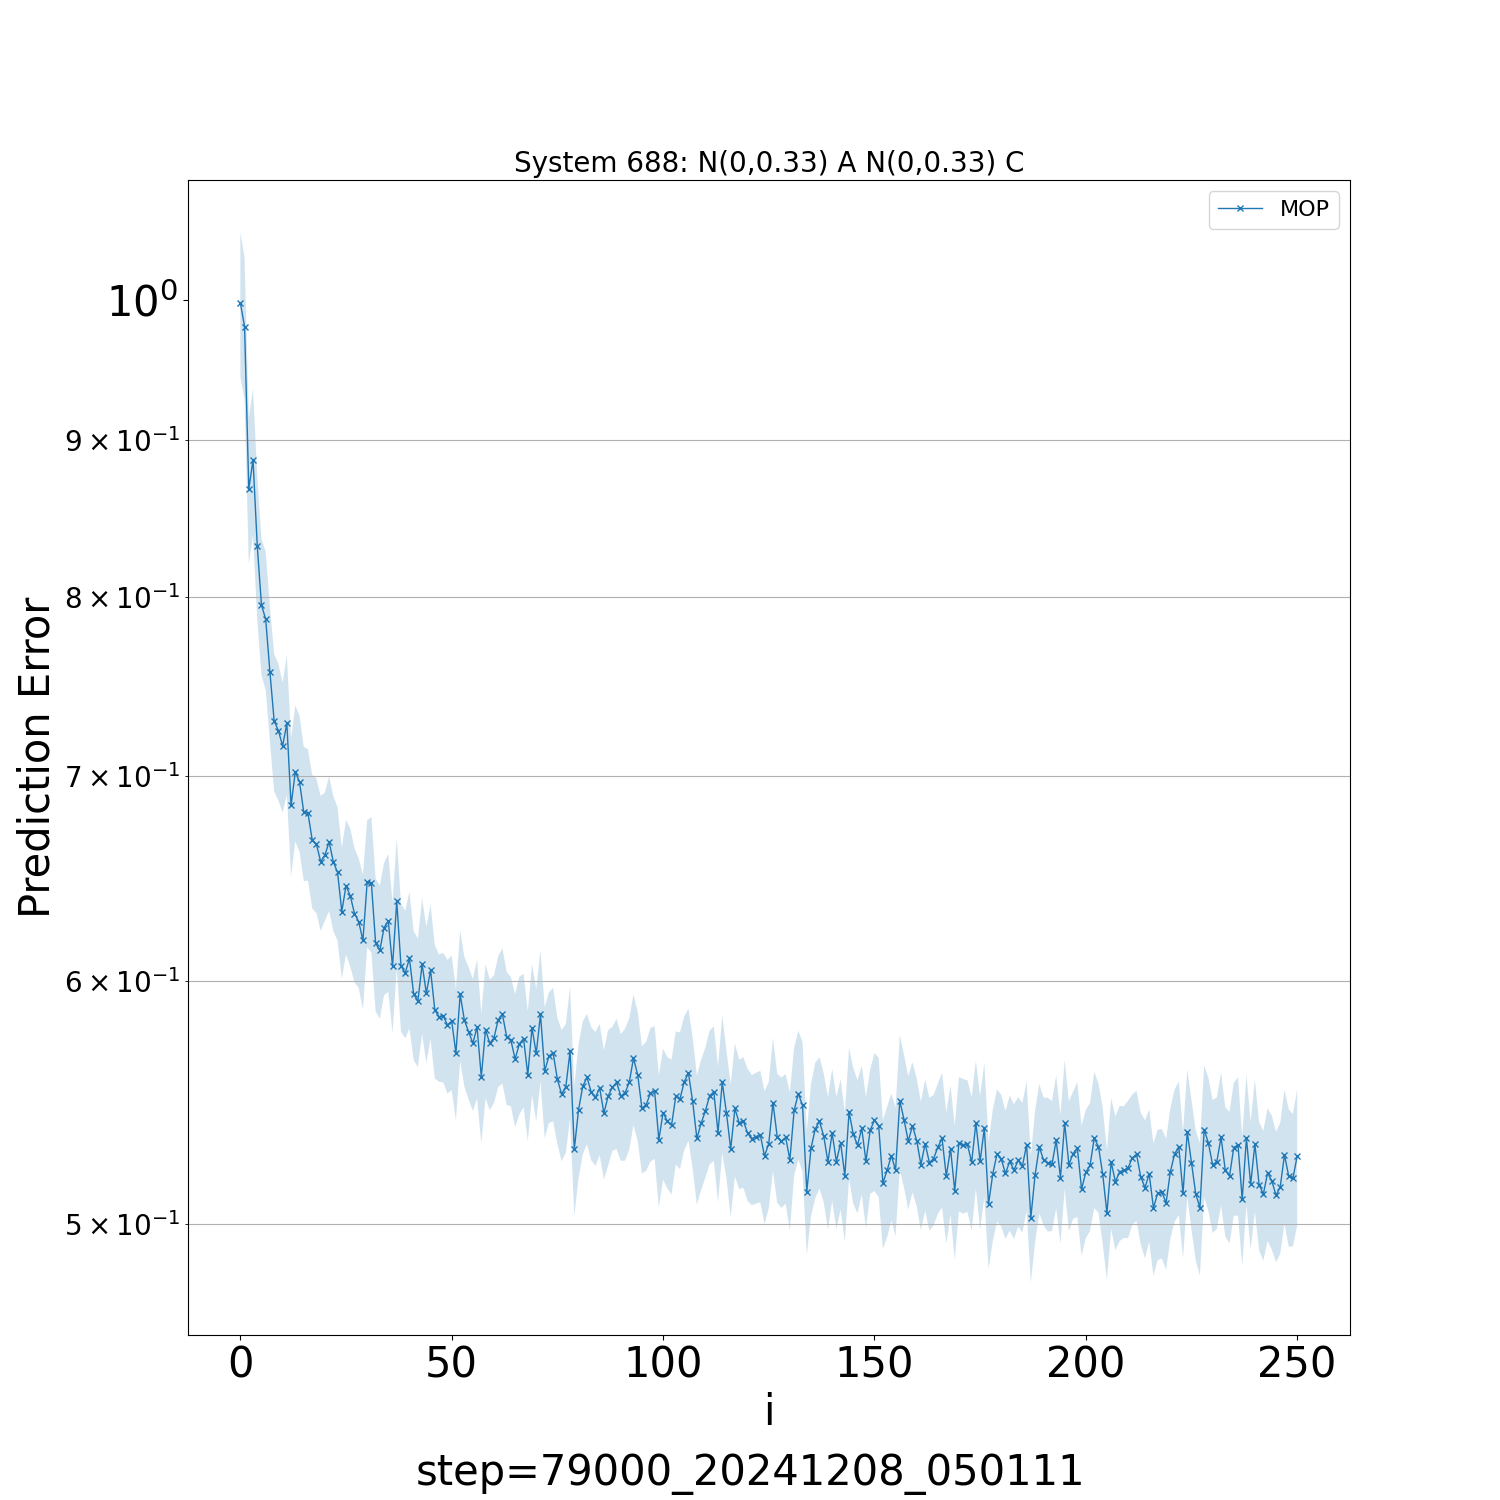 System 688: N(0,0.33) A N(0,0.33) C
MOP
10⁰
9 × 10⁻¹
8 × 10⁻¹
7 × 10⁻¹
6 × 10⁻¹
5 × 10⁻¹
Prediction Error
0 50 100 150 200 250
i
step=79000_20241208_050111